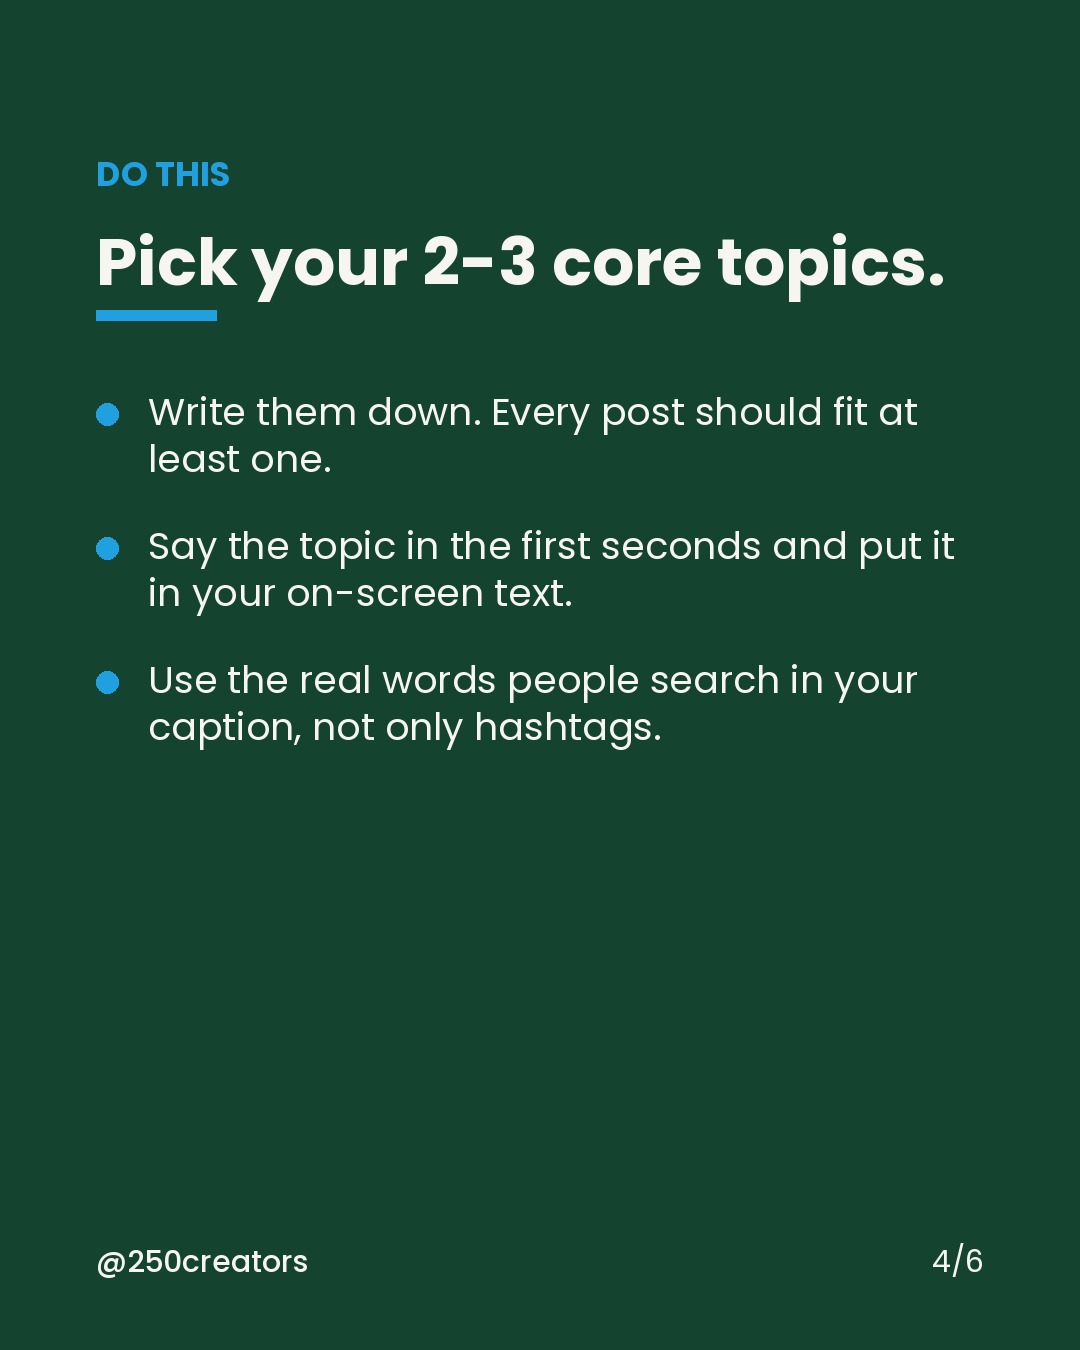 DO THIS
Pick your 2-3 core topics.
Write them down. Every post should fit at
least one.
Say the topic in the first seconds and put it
in your on-screen text.
Use the real words people search in your
caption, not only hashtags.
@250creators
4/6